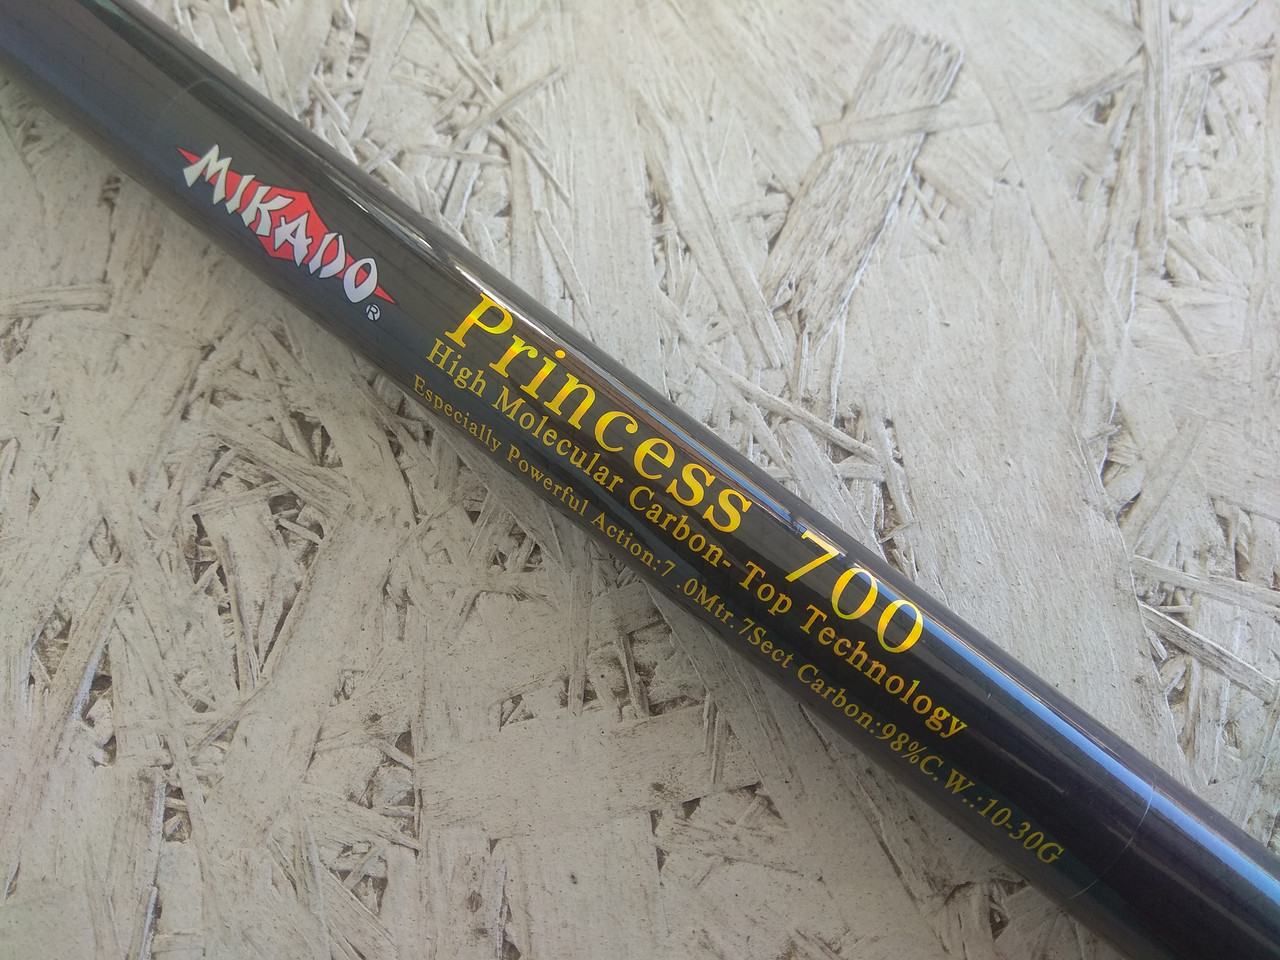 MIKADO®
Princess 700
High Molecular Carbon-Top Technology
Especially Powerful Action:7.0Mtr. 7Sect Carbon:98%C.W.:10-30G